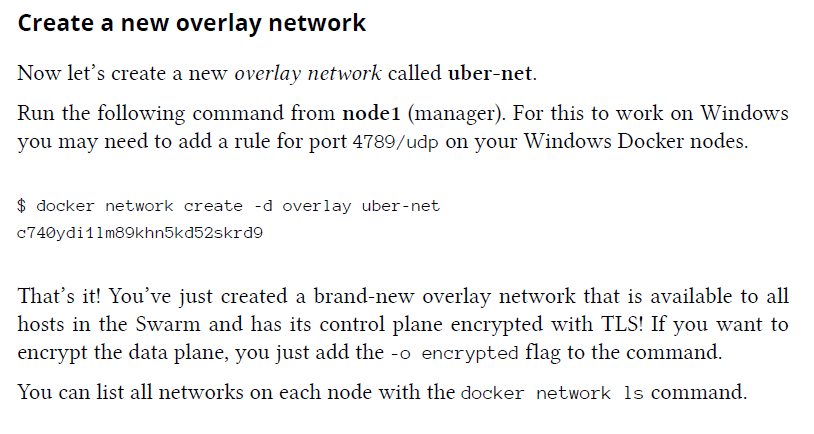 Create a new overlay network
Now let’s create a new overlay network called uber-net.
Run the following command from node1 (manager). For this to work on Windows
you may need to add a rule for port 4789/udp on your Windows Docker nodes.
$ docker network create -d overlay uber-net
c740ydi1lm89khn5kd52skrd9
That’s it! You’ve just created a brand-new overlay network that is available to all
hosts in the Swarm and has its control plane encrypted with TLS! If you want to
encrypt the data plane, you just add the -o encrypted flag to the command.
You can list all networks on each node with the docker network ls command.